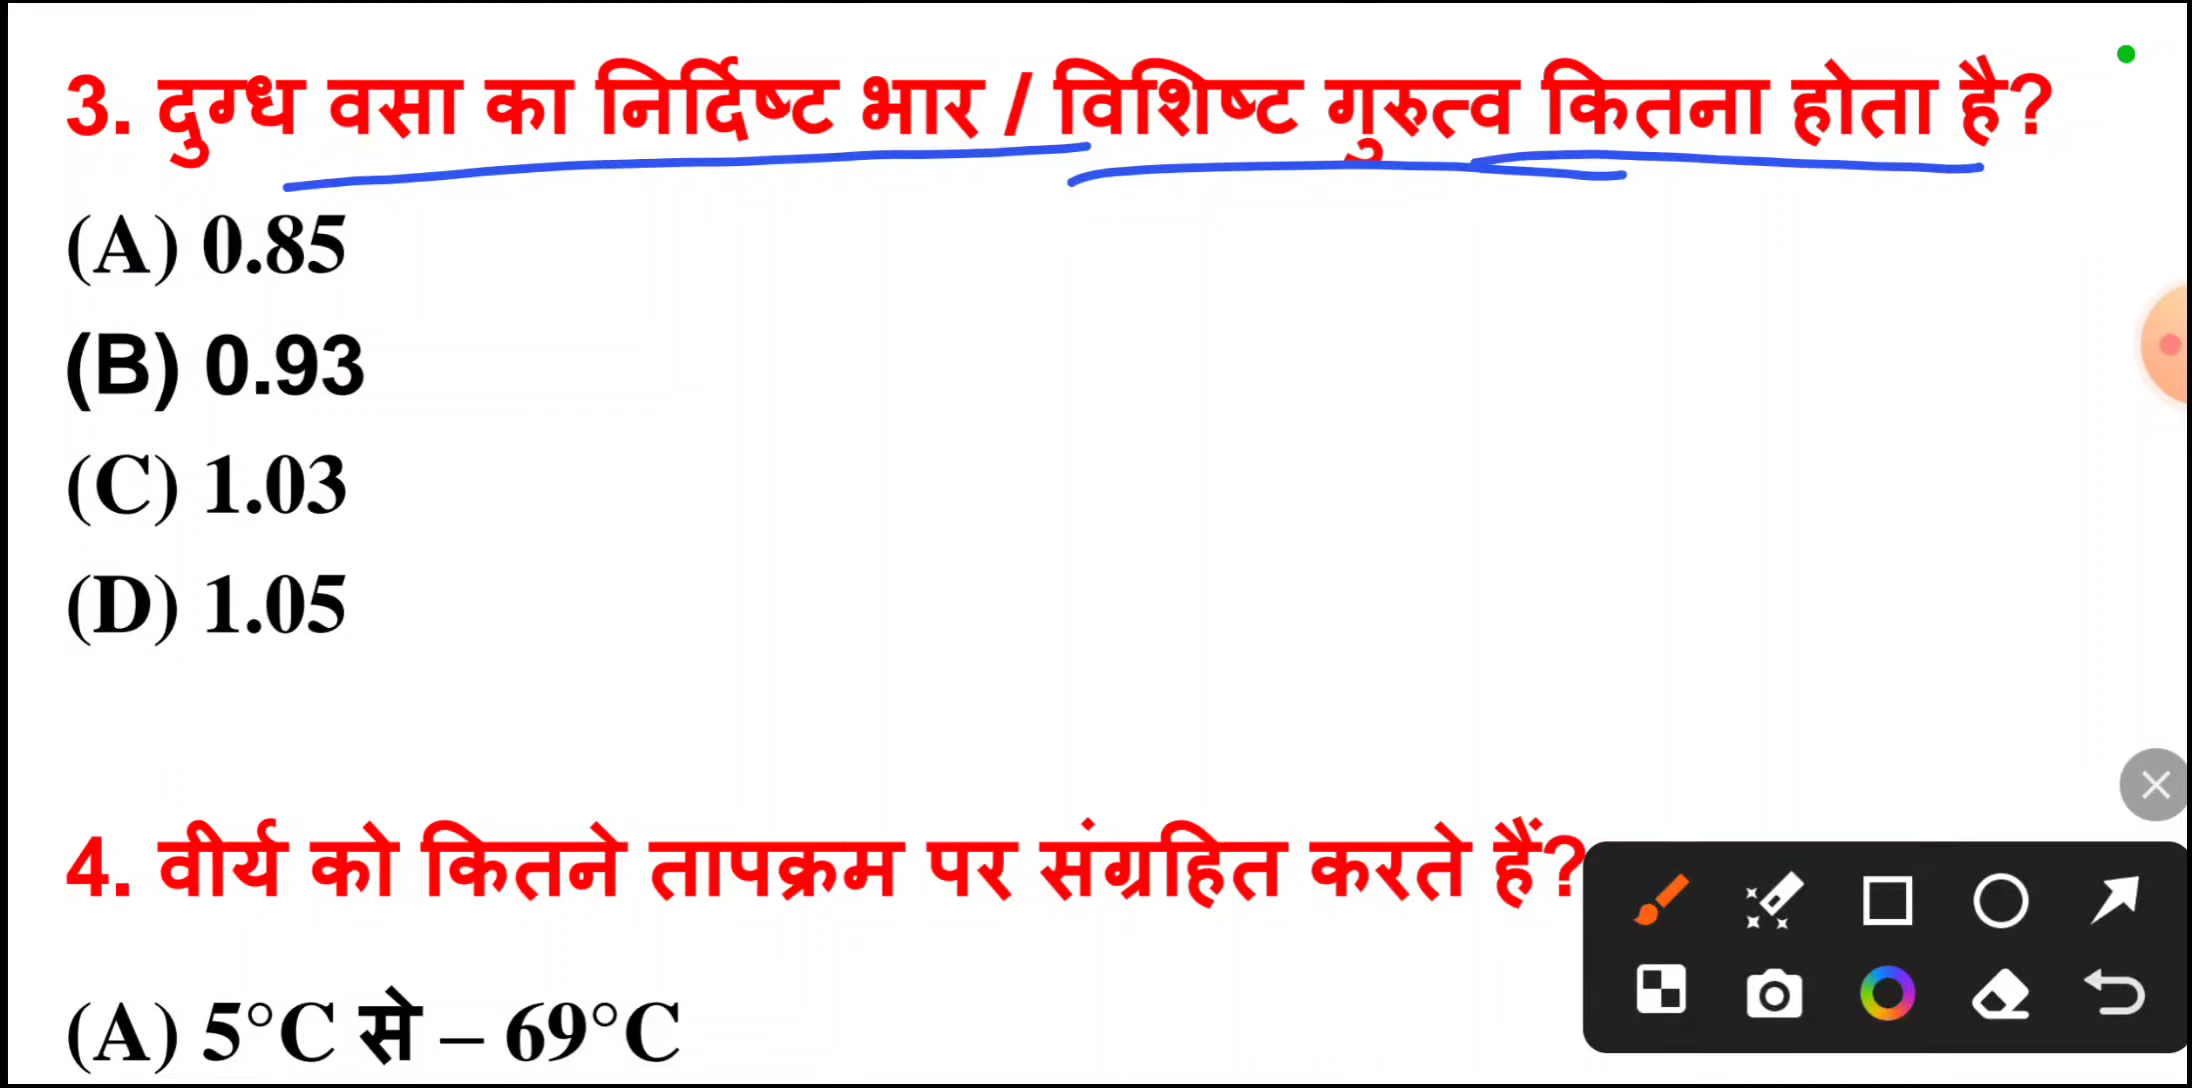 3. दुग्ध वसा का निर्दिष्ट भार / विशिष्ट गुरुत्व कितना होता है?
(A) 0.85
(B) 0.93
(C) 1.03
(D) 1.05
4. वीर्य को कितने तापक्रम पर संग्रहित करते हैं?
(A) 5°C से – 69°C